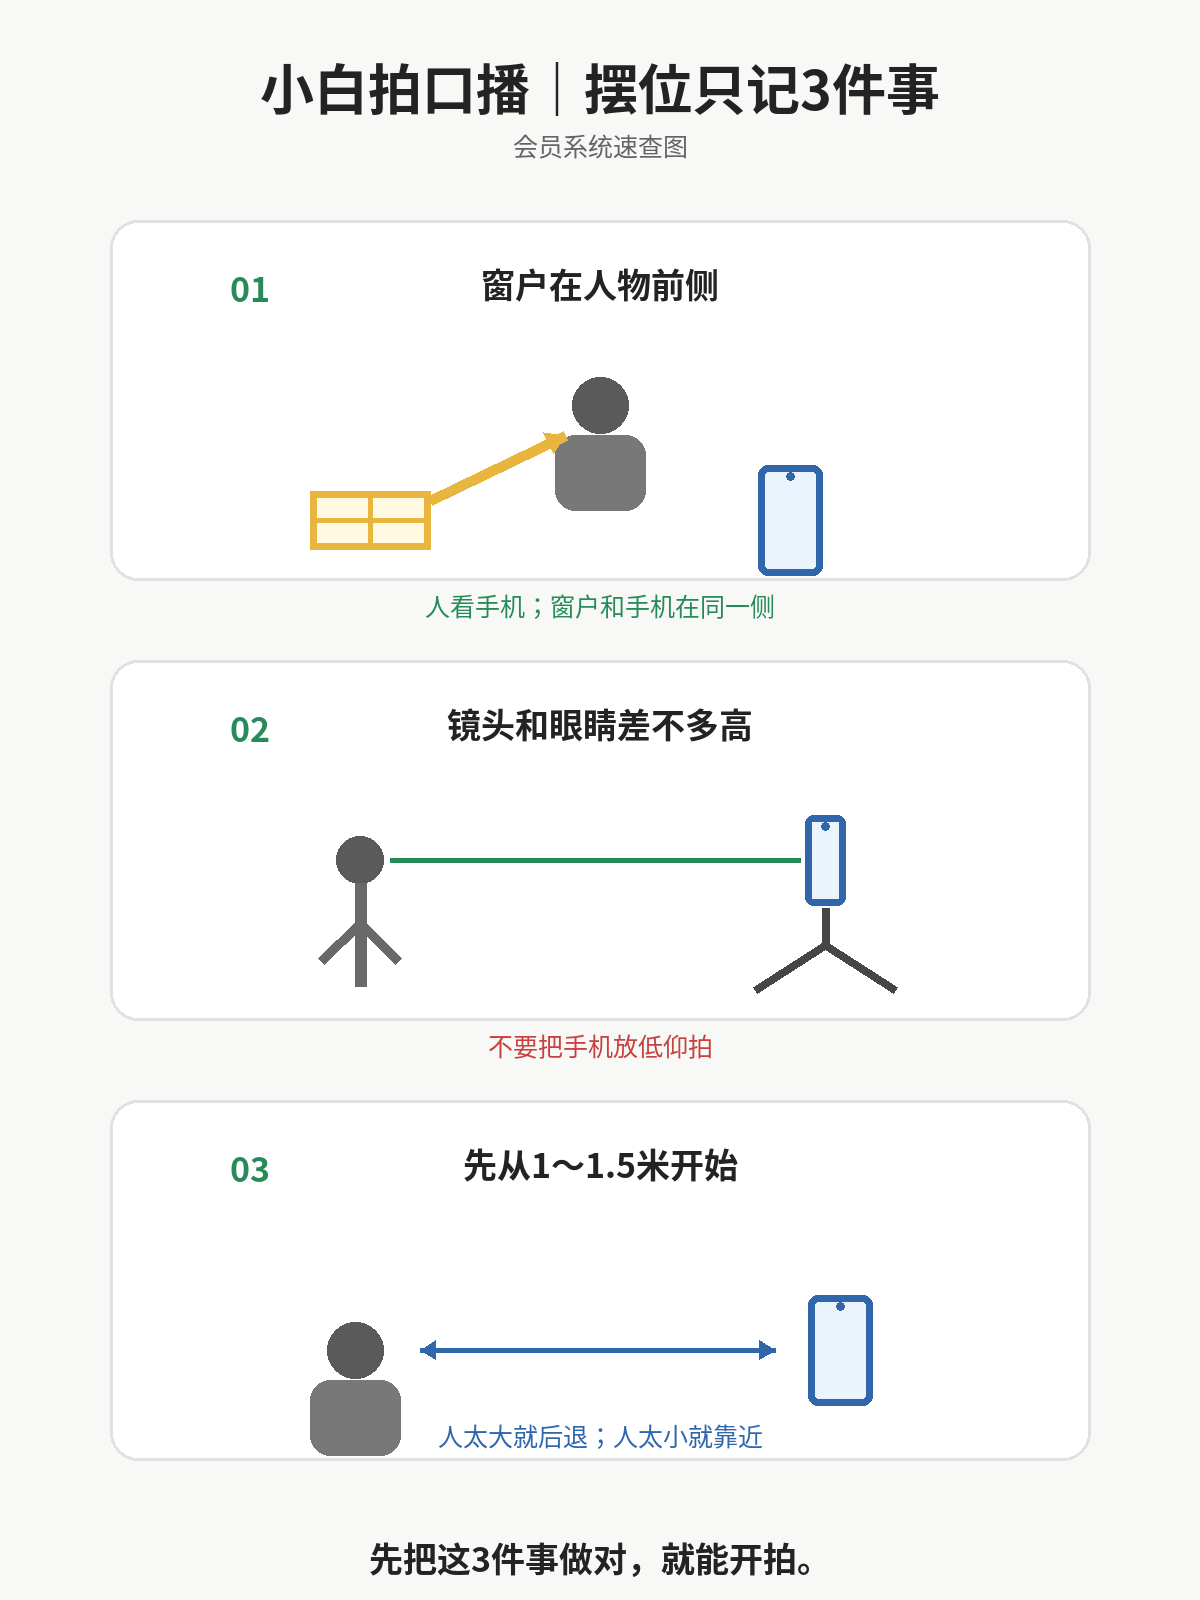 小白拍口播｜摆位只记3件事
会员系统速查图
01
窗户在人物前侧
人看手机；窗户和手机在同一侧
02
镜头和眼睛差不多高
不要把手机放低仰拍
03
先从1～1.5米开始
人太大就后退；人太小就靠近
先把这3件事做对，就能开拍。